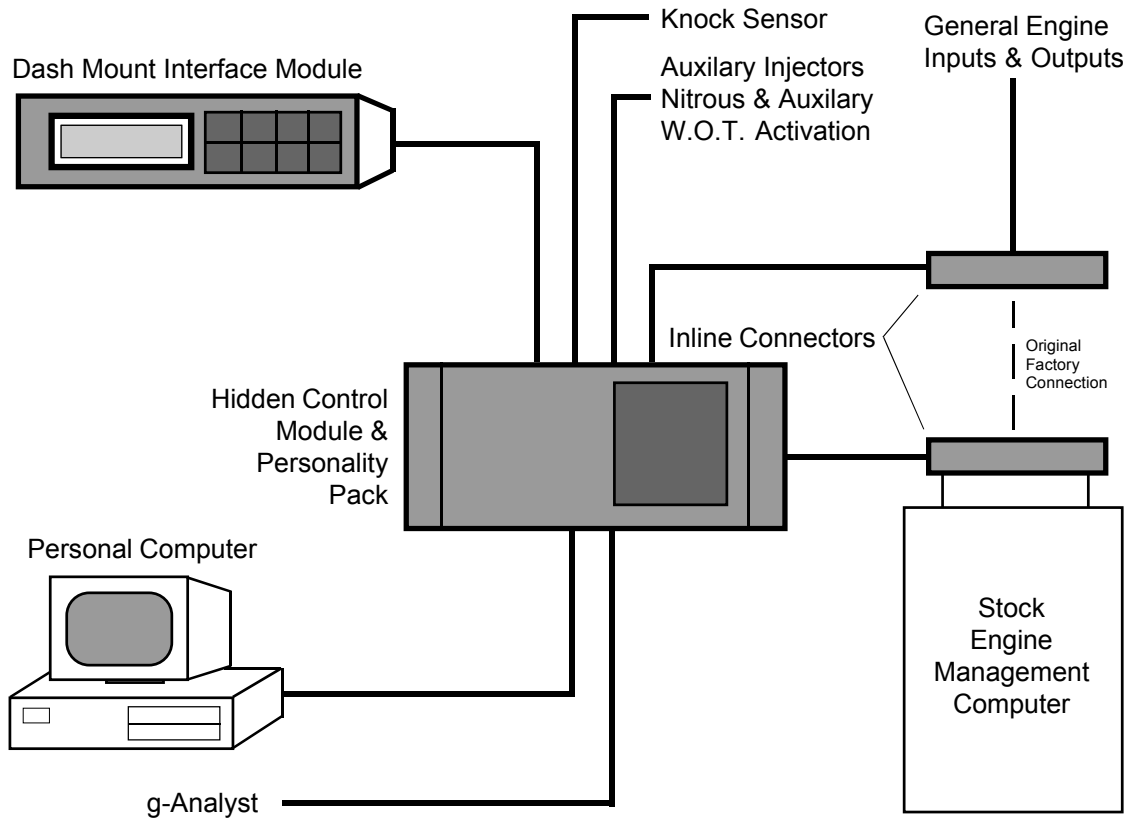 Knock Sensor
General Engine
Inputs & Outputs
Dash Mount Interface Module
Auxilary Injectors
Nitrous & Auxilary
W.O.T. Activation
Inline Connectors
Original
Factory
Connection
Hidden Control
Module &
Personality
Pack
Personal Computer
Stock
Engine
Management
Computer
g-Analyst